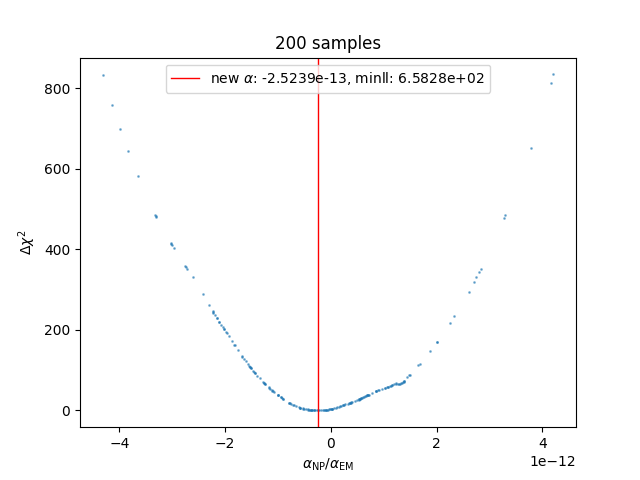 200 samples
new α: -2.5239e-13, minll: 6.5828e+02
800
600
400
200
0
Δχ²
−4
−2
0
2
4
1e−12
α_NP/α_EM